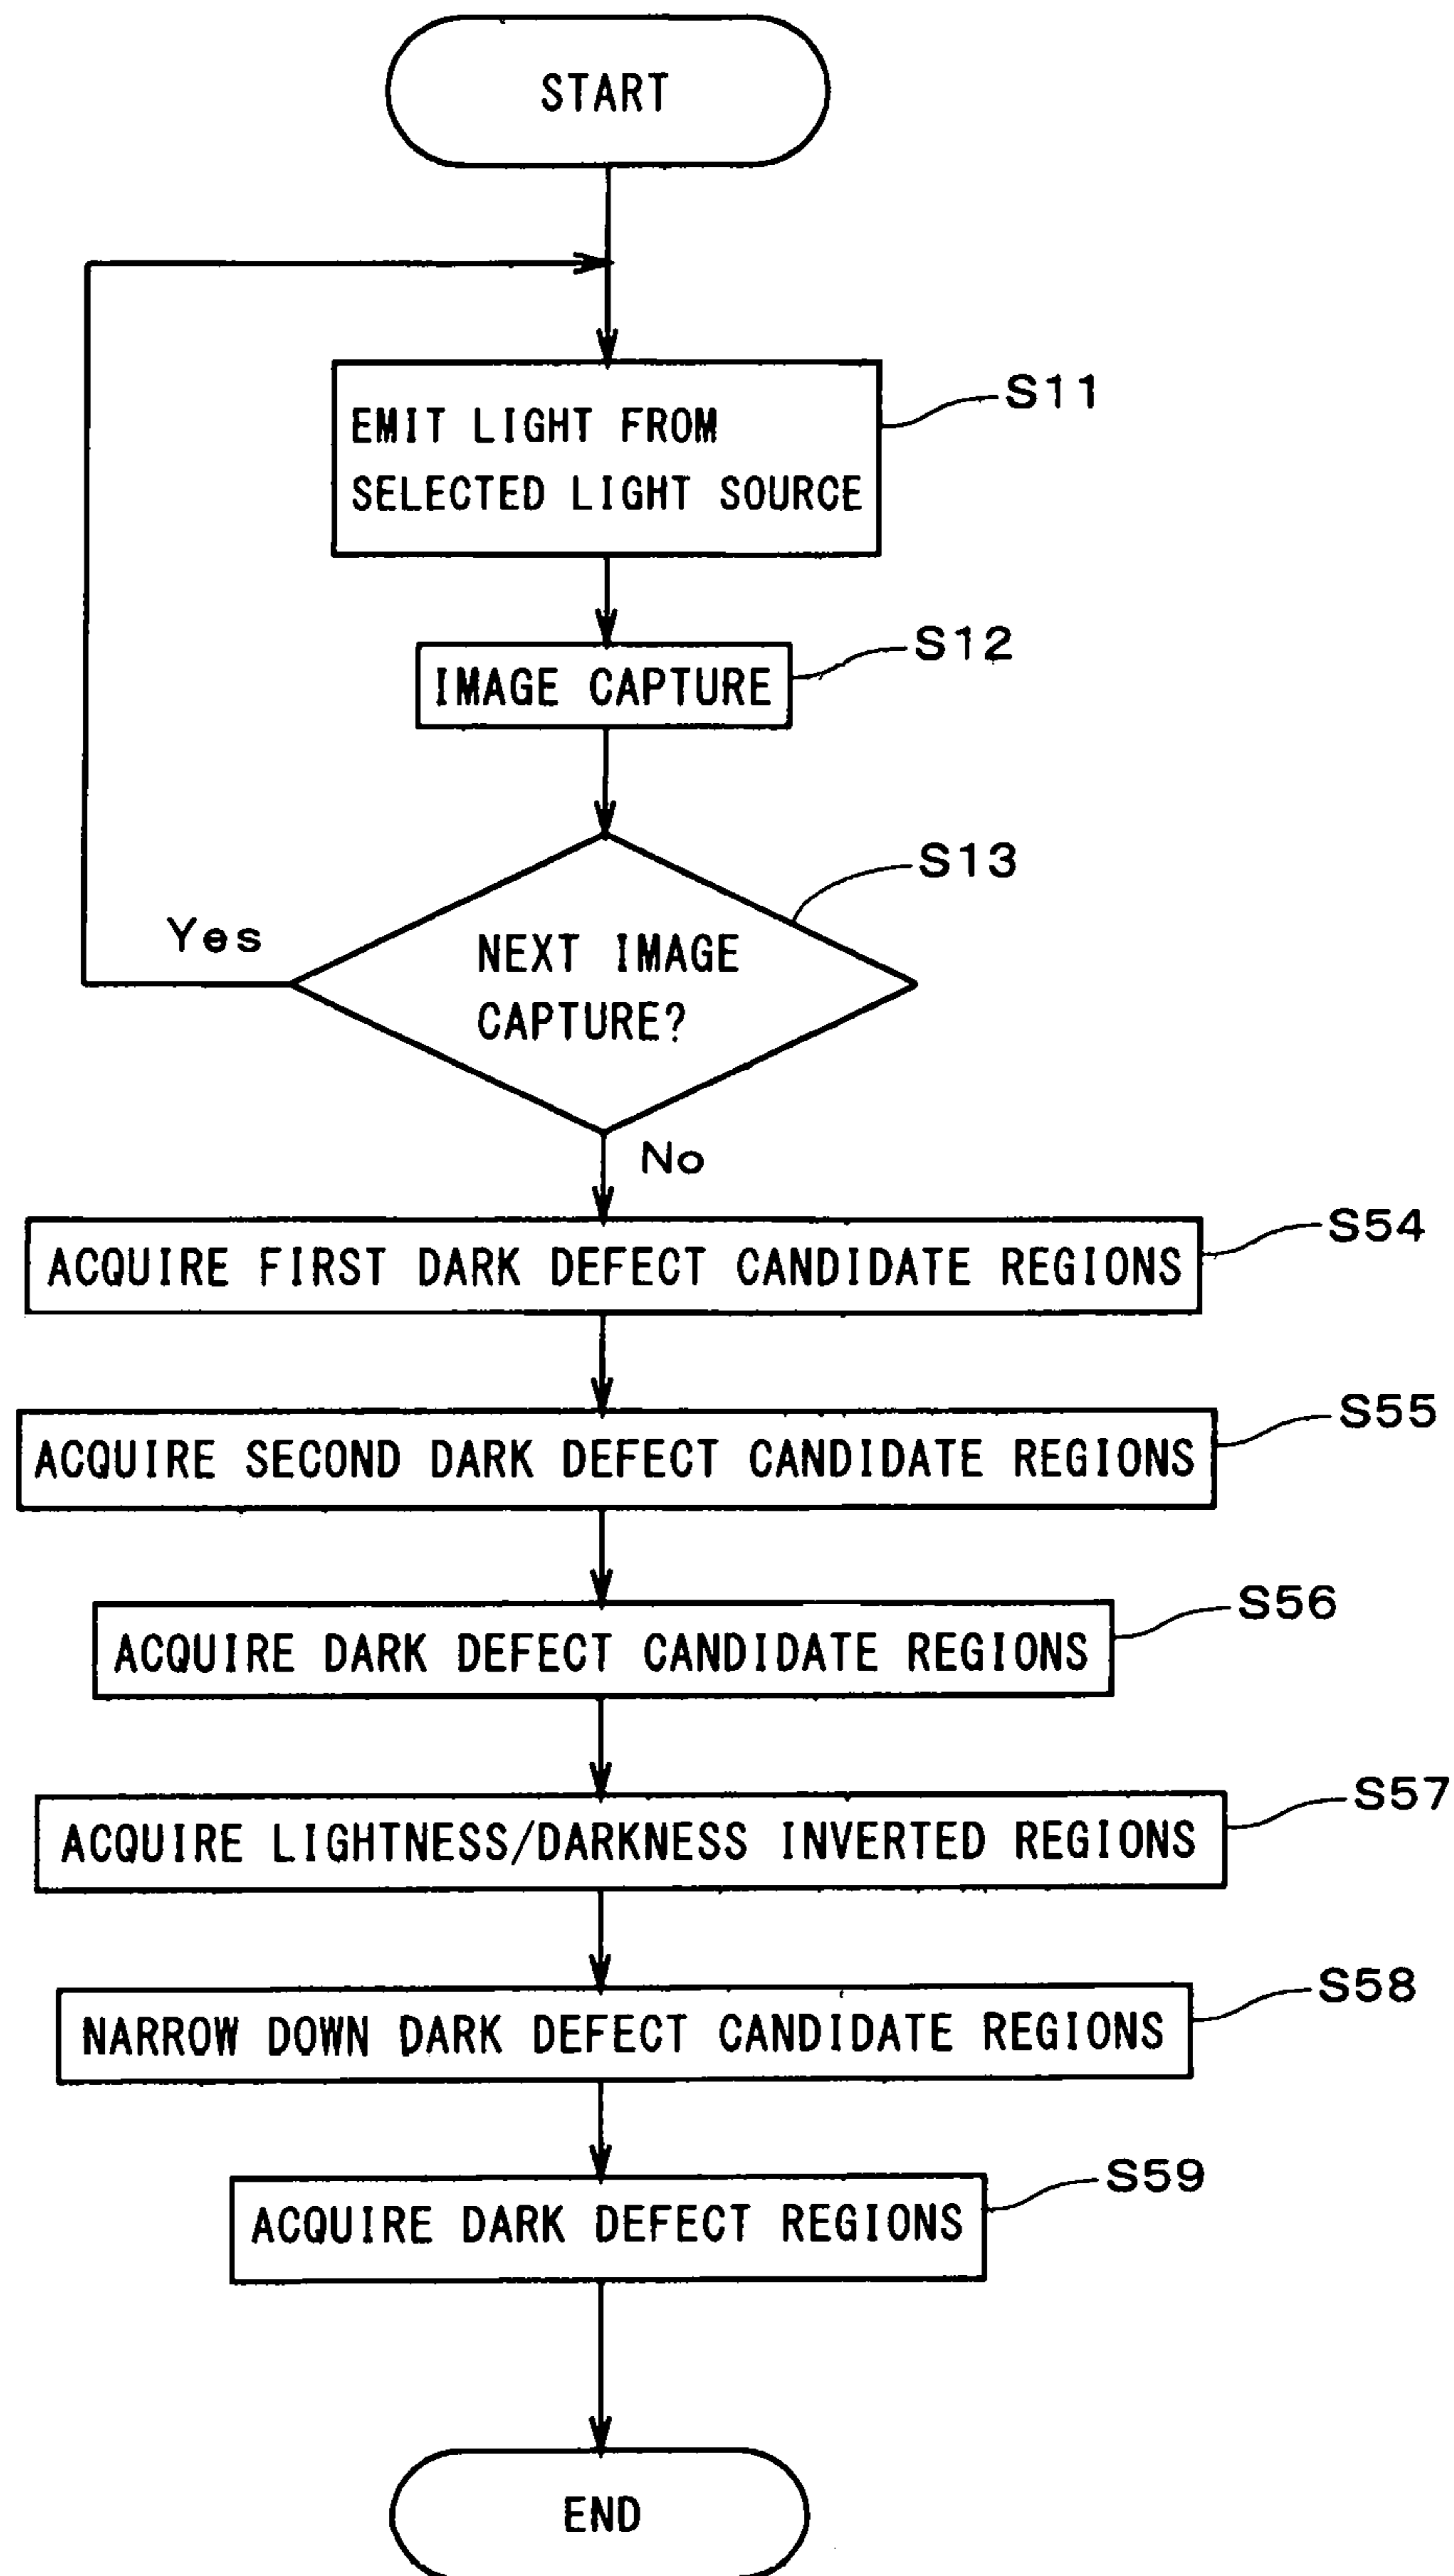 START
EMIT LIGHT FROM
SELECTED LIGHT SOURCE
S11
IMAGE CAPTURE
S12
NEXT IMAGE
CAPTURE?
S13
Yes
No
ACQUIRE FIRST DARK DEFECT CANDIDATE REGIONS
S54
ACQUIRE SECOND DARK DEFECT CANDIDATE REGIONS
S55
ACQUIRE DARK DEFECT CANDIDATE REGIONS
S56
ACQUIRE LIGHTNESS/DARKNESS INVERTED REGIONS
S57
NARROW DOWN DARK DEFECT CANDIDATE REGIONS
S58
ACQUIRE DARK DEFECT REGIONS
S59
END